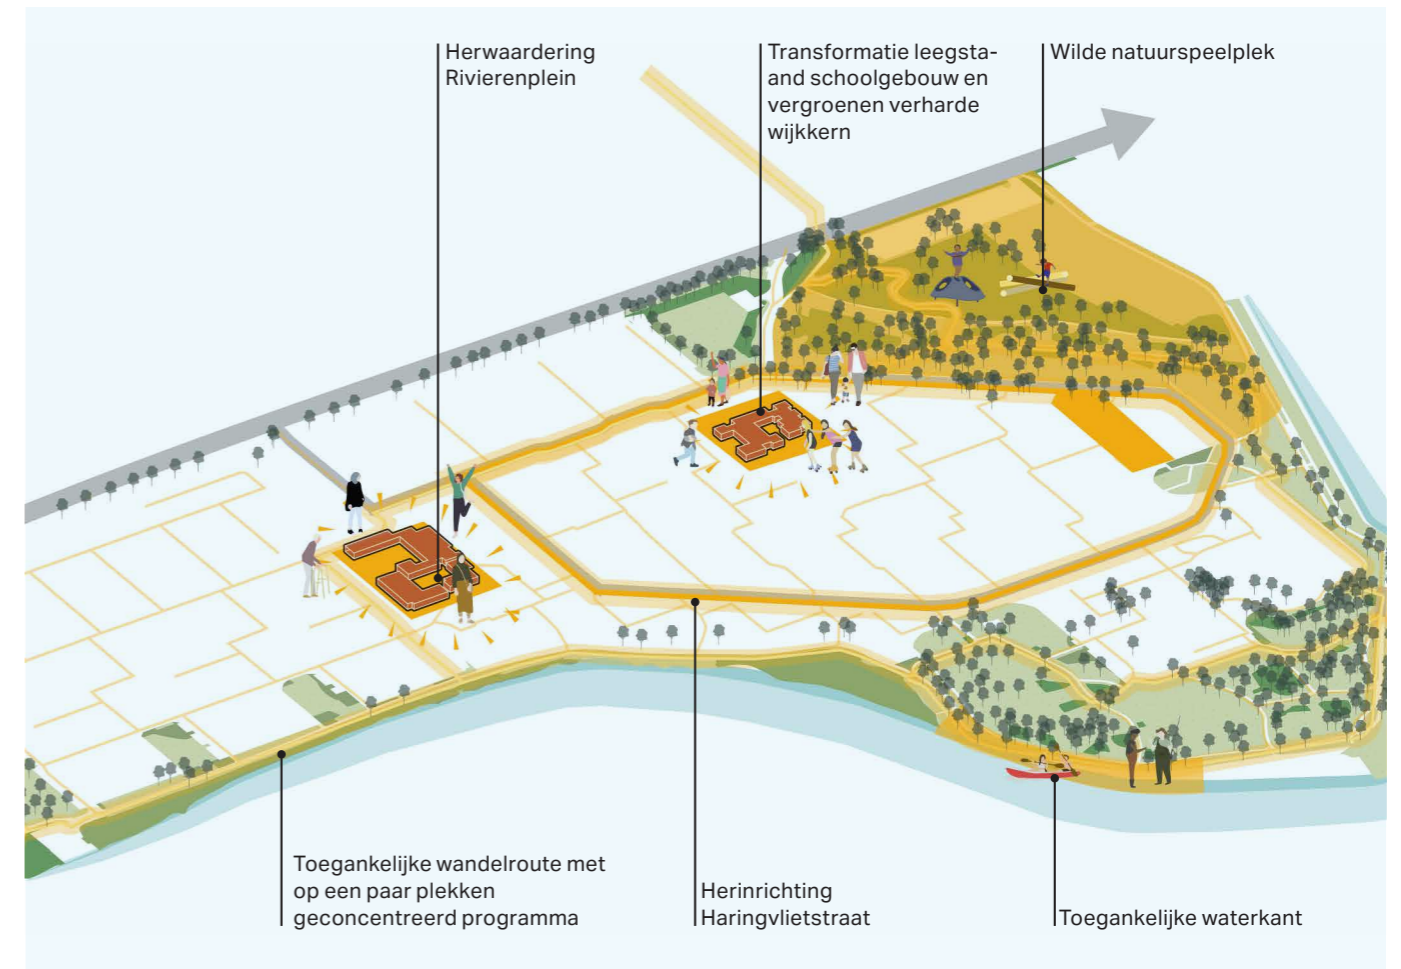 Herwaardering
Rivierenplein
Transformatie leegsta-
and schoolgebouw en
vergroenen verharde
wijkkern
Wilde natuurspeelplek
Toegankelijke wandelroute met
op een paar plekken
geconcentreerd programma
Herinrichting
Haringvlietstraat
Toegankelijke waterkant